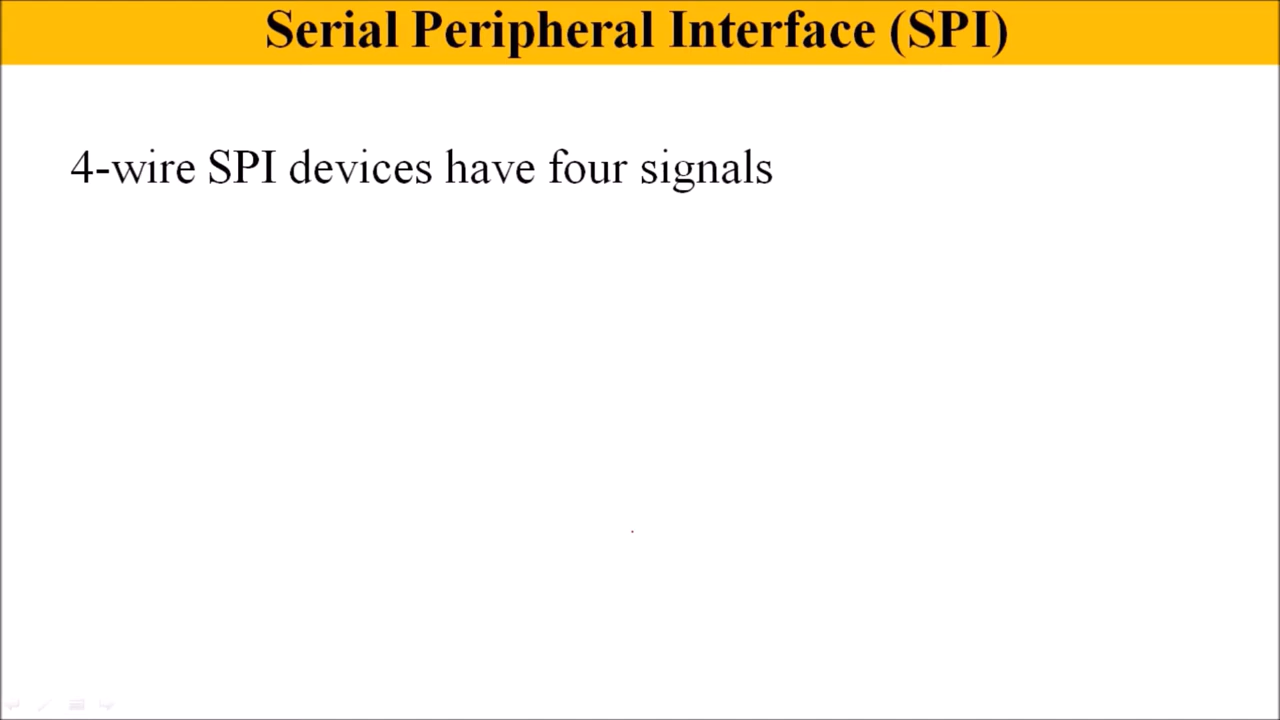 Serial Peripheral Interface (SPI)
4-wire SPI devices have four signals